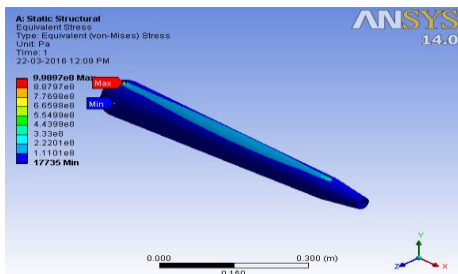 A: Static Structural
Equivalent Stress
Type: Equivalent (von-Mises) Stress
Unit: Pa
Time: 1
22-03-2016 12:09 PM
ANSYS
14.0
9.9897e8 Max
8.8797e8
7.7698e8
6.6598e8
5.5499e8
4.4399e8
3.33e8
2.2201e8
1.1101e8
17735 Min
Max
Min
0.000
0.300 (m)
0.150
Y
Z
X